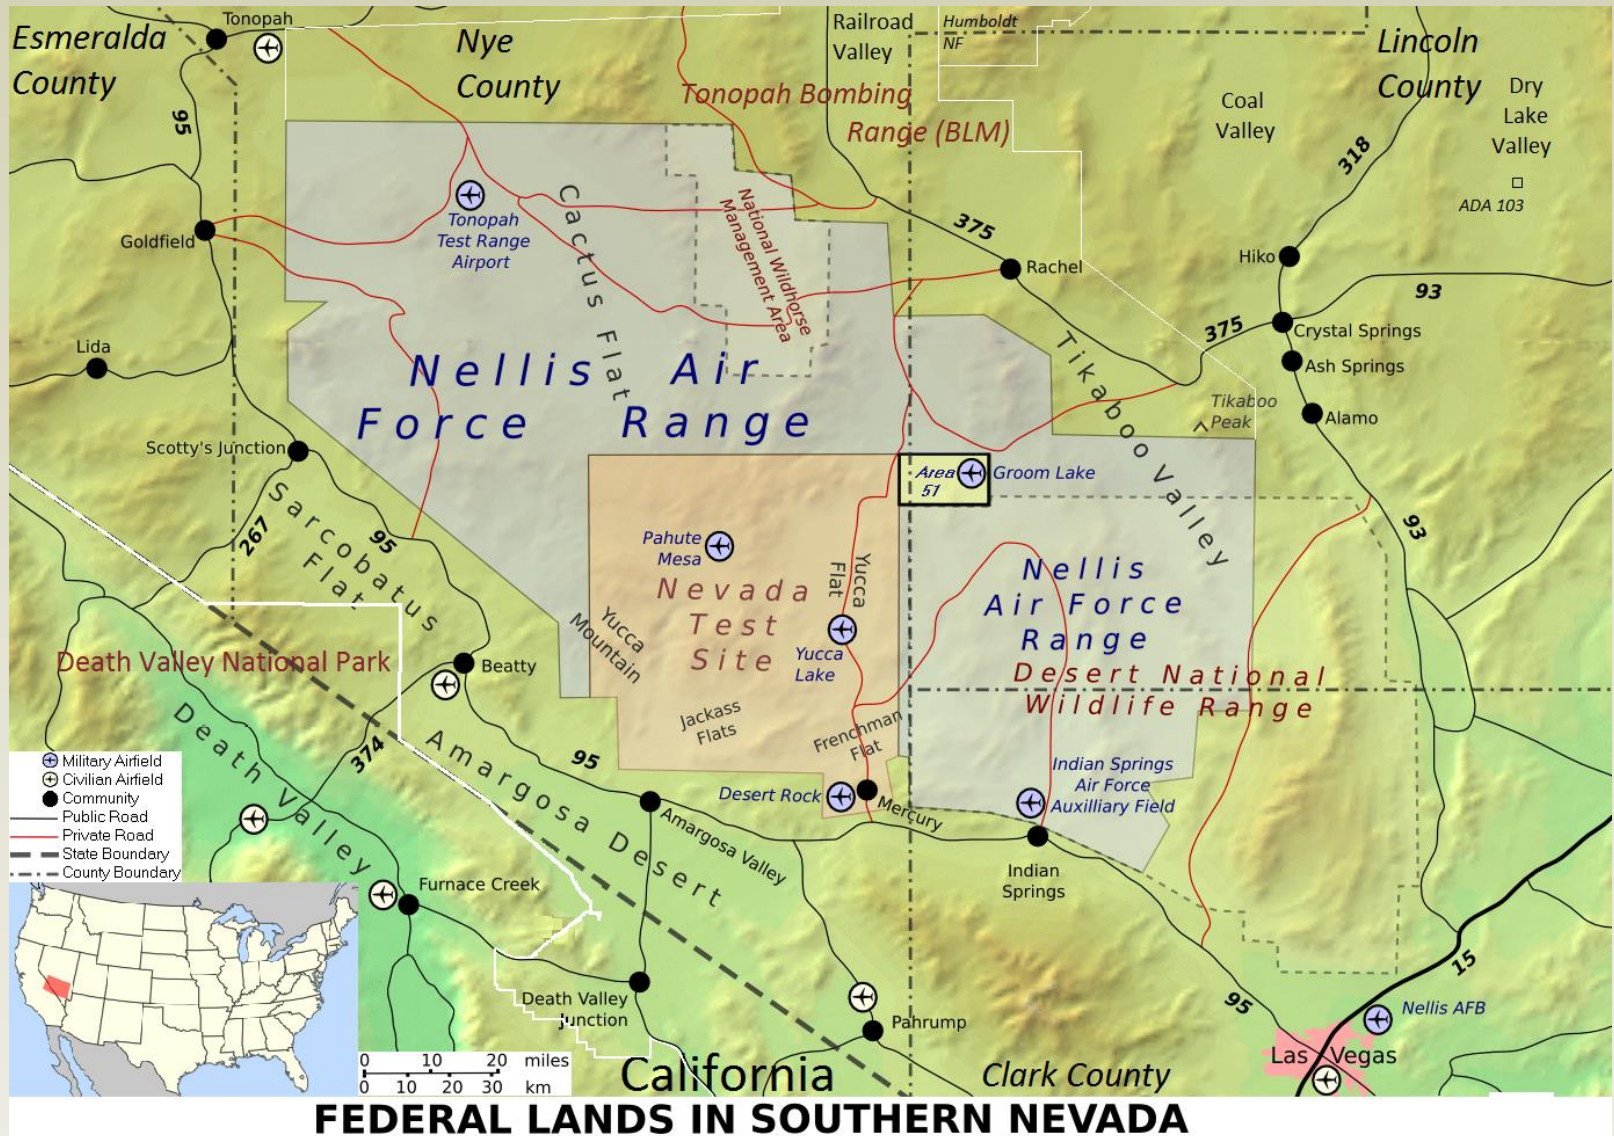 Tonopah
Esmeralda
County
Nye
County
Railroad
Valley
Humboldt
NF
Lincoln
County
Dry
Lake
Valley
Coal
Valley
Tonopah Bombing
Range (BLM)
95
318
ADA 103
Tonopah
Test Range
Airport
Cactus Flat
National Wildhorse
Management Area
375
Goldfield
Rachel
Hiko
93
375
Crystal Springs
Ash Springs
Lida
Nellis Air
Force Range
Tikaboo Valley
Tikaboo
Peak
Alamo
Scotty's Junction
Area
51
Groom Lake
Sarcobatus
Flat
267
95
93
Pahute
Mesa
Yucca
Flat
Nevada
Test
Site
Nellis
Air Force
Range
Yucca
Mountain
Yucca
Lake
Death Valley National Park
Beatty
Desert National
Wildlife Range
Jackass
Flats
Frenchman
Flat
Death Valley
374
Amargosa Desert
95
Indian Springs
Air Force
Auxilliary Field
Desert Rock
Mercury
Amargosa Valley
Military Airfield
Civilian Airfield
Community
Public Road
Private Road
State Boundary
County Boundary
Furnace Creek
Indian
Springs
15
95
Death Valley
Junction
Pahrump
Nellis AFB
Las Vegas
0 10 20 miles
0 10 20 30 km
California
Clark County
FEDERAL LANDS IN SOUTHERN NEVADA